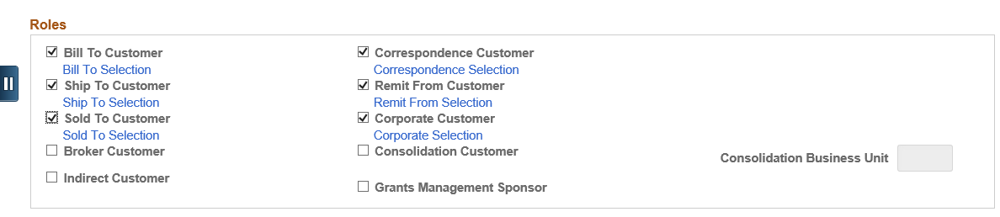 Roles
Bill To Customer
Bill To Selection
Ship To Customer
Ship To Selection
Sold To Customer
Sold To Selection
Broker Customer
Indirect Customer
Correspondence Customer
Correspondence Selection
Remit From Customer
Remit From Selection
Corporate Customer
Corporate Selection
Consolidation Customer
Grants Management Sponsor
Consolidation Business Unit